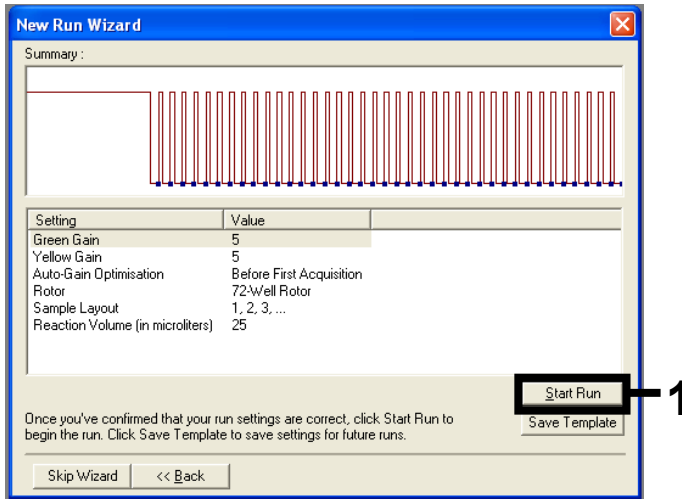 New Run Wizard
Summary :
Setting Value
Green Gain 5
Yellow Gain 5
Auto-Gain Optimisation Before First Acquisition
Rotor 72-Well Rotor
Sample Layout 1, 2, 3, ...
Reaction Volume (in microliters) 25
Start Run
1
Once you've confirmed that your run settings are correct, click Start Run to
begin the run. Click Save Template to save settings for future runs.
Save Template
Skip Wizard
<< Back